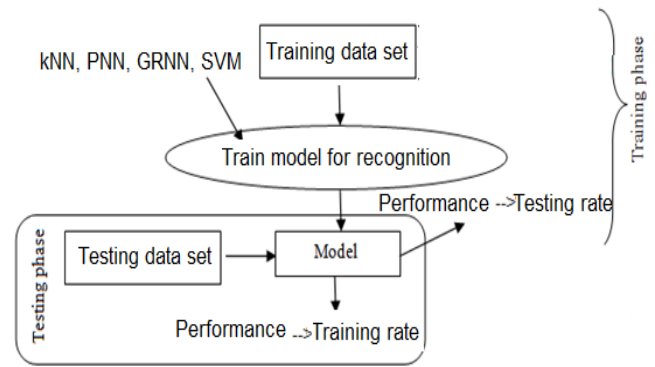 Training data set
kNN, PNN, GRNN, SVM
Training phase
Train model for recognition
Performance -->Testing rate
Testing phase
Testing data set
Model
Performance -->Training rate